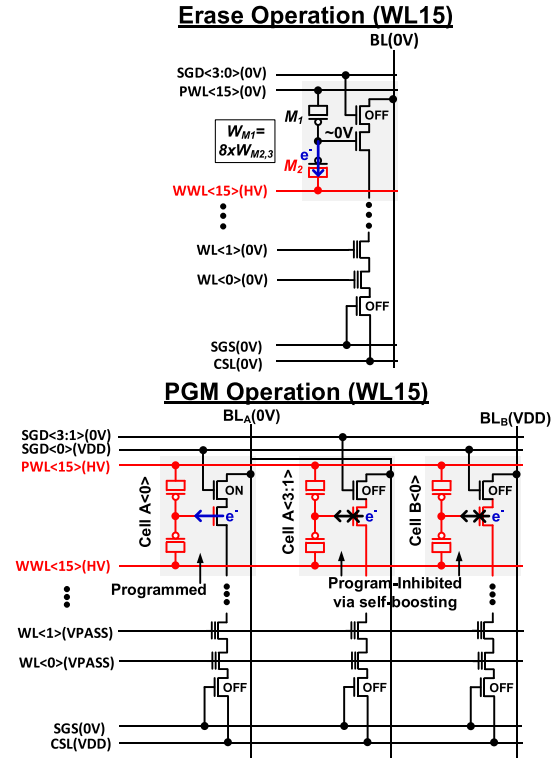 Erase Operation (WL15)
BL(0V)
SGD<3:0>(0V)
PWL<15>(0V)
M1
OFF
~0V
WM1=
8xWM2,3
e-
M2
WWL<15>(HV)
WL<1>(0V)
WL<0>(0V)
OFF
SGS(0V)
CSL(0V)
PGM Operation (WL15)
BLA(0V)
BLB(VDD)
SGD<3:1>(0V)
SGD<0>(VDD)
PWL<15>(HV)
Cell A<0>
ON
e-
Cell A<3:1>
OFF
e-
Cell B<0>
OFF
e-
WWL<15>(HV)
Programmed
Program-Inhibited
via self-boosting
WL<1>(VPASS)
WL<0>(VPASS)
OFF
OFF
OFF
SGS(0V)
CSL(VDD)